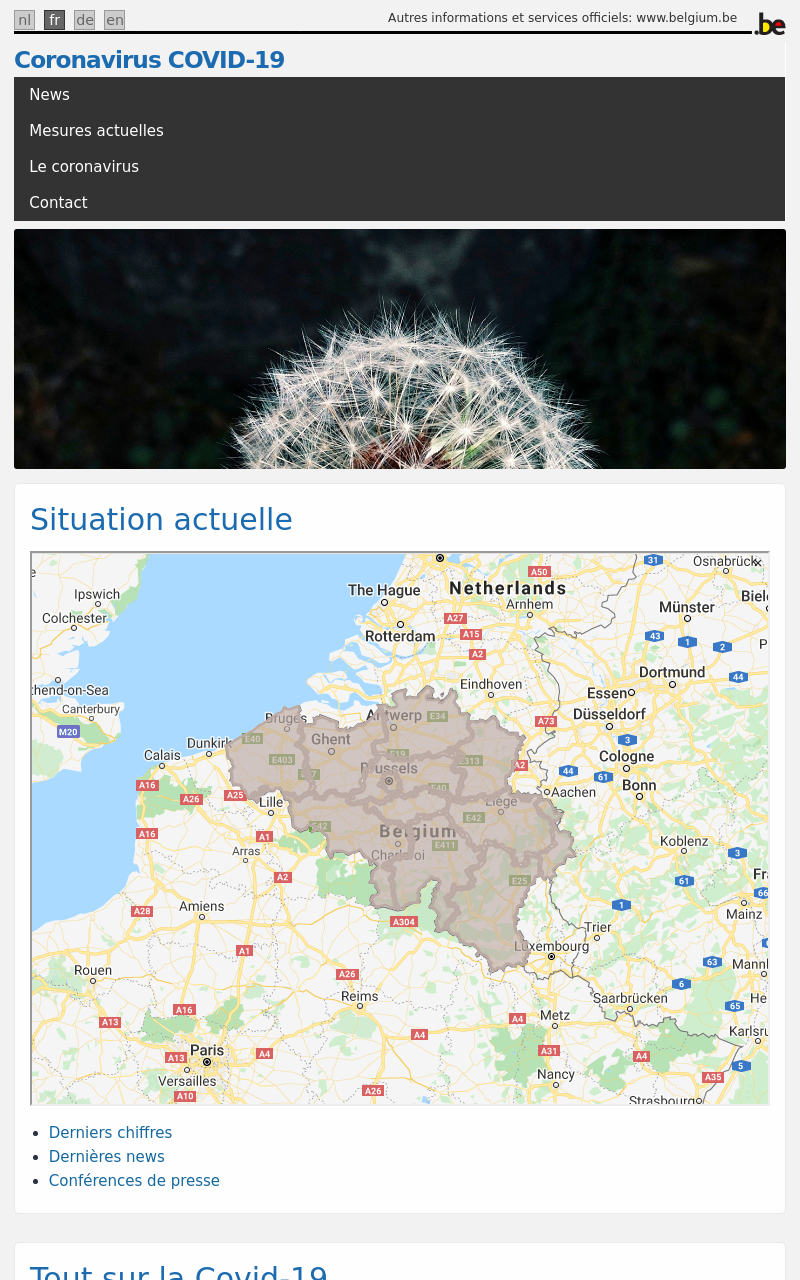 nl fr de en
Autres informations et services officiels: www.belgium.be
.be
Coronavirus COVID-19
News
Mesures actuelles
Le coronavirus
Contact
Situation actuelle
31 Osnabrück
A50
Ipswich The Hague Netherlands Biel
Colchester Arnhem Münster
A27
Rotterdam A15 43 1 2
A2
Dortmund 44
thend-on-Sea Eindhoven Essen
Canterbury Bruges Antwerp E34 A73 Düsseldorf
M20 Dunkirk E40 Ghent 3
Calais E403 E19 E313 A2 Cologne
Brussels 44 61
A16 E40 Bonn
A26 A25 Lille Liège Aachen
A16 A1 E42 Belgium E42
Arras Charleroi E411 Koblenz 3
A2 E25 61
A28 Amiens A304 1 Mainz 66
Trier
A1 Luxembourg 63 Mann
Rouen A26 6
Reims Saarbrücken He
A16 65
A13 A4 Metz Karlsru
Paris A4 A31 A4
A13 5
Versailles Nancy A35
A10 A26 Strasbourg
Derniers chiffres
Dernières news
Conférences de presse
Tout sur la Covid-19